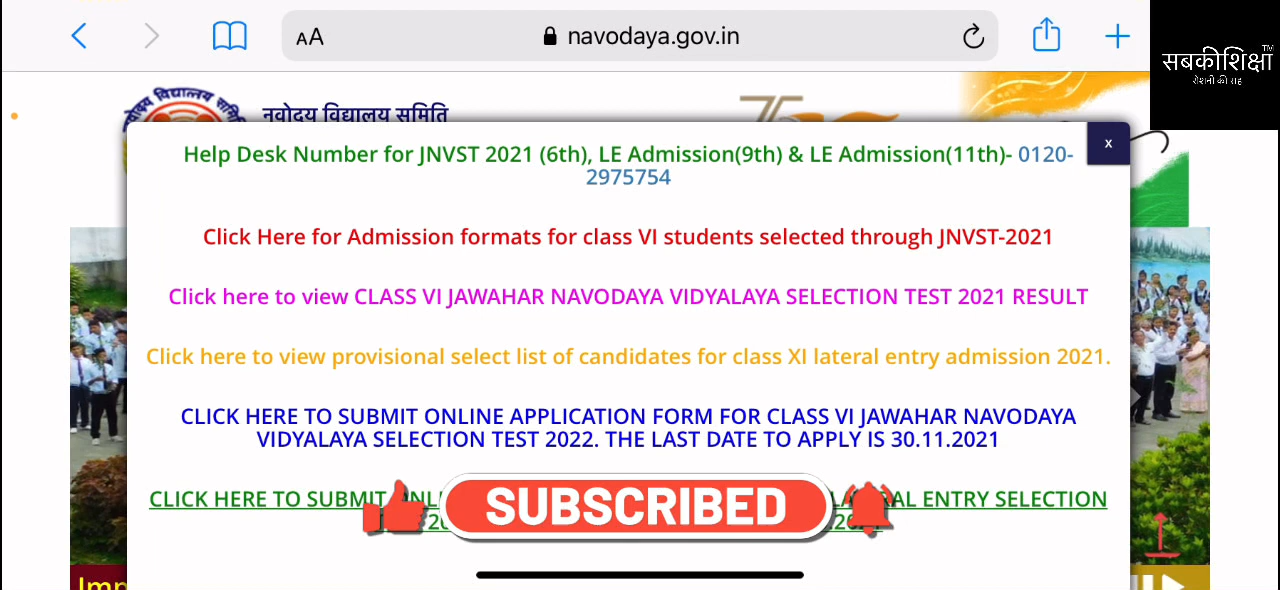 AA navodaya.gov.in
सबकीशिक्षा TM
रोशनी की राह
नवोदय विद्यालय समिति
Help Desk Number for JNVST 2021 (6th), LE Admission(9th) & LE Admission(11th)- 0120-
2975754
x
Click Here for Admission formats for class VI students selected through JNVST-2021
Click here to view CLASS VI JAWAHAR NAVODAYA VIDYALAYA SELECTION TEST 2021 RESULT
Click here to view provisional select list of candidates for class XI lateral entry admission 2021.
CLICK HERE TO SUBMIT ONLINE APPLICATION FORM FOR CLASS VI JAWAHAR NAVODAYA
VIDYALAYA SELECTION TEST 2022. THE LAST DATE TO APPLY IS 30.11.2021
CLICK HERE TO SUBMIT ENTRY SELECTION
SUBSCRIBED